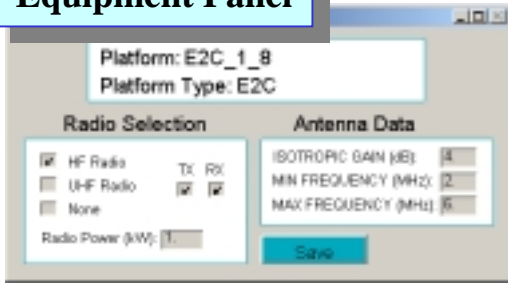 Equipment Panel
Platform: E2C_1_8
Platform Type: E2C
Radio Selection
HF Radio
TX RX
UHF Radio
None
Radio Power (kW): 1.
Antenna Data
ISOTROPIC GAIN (dB): 4
MIN FREQUENCY (MHz): 2
MAX FREQUENCY (MHz): 6
Save